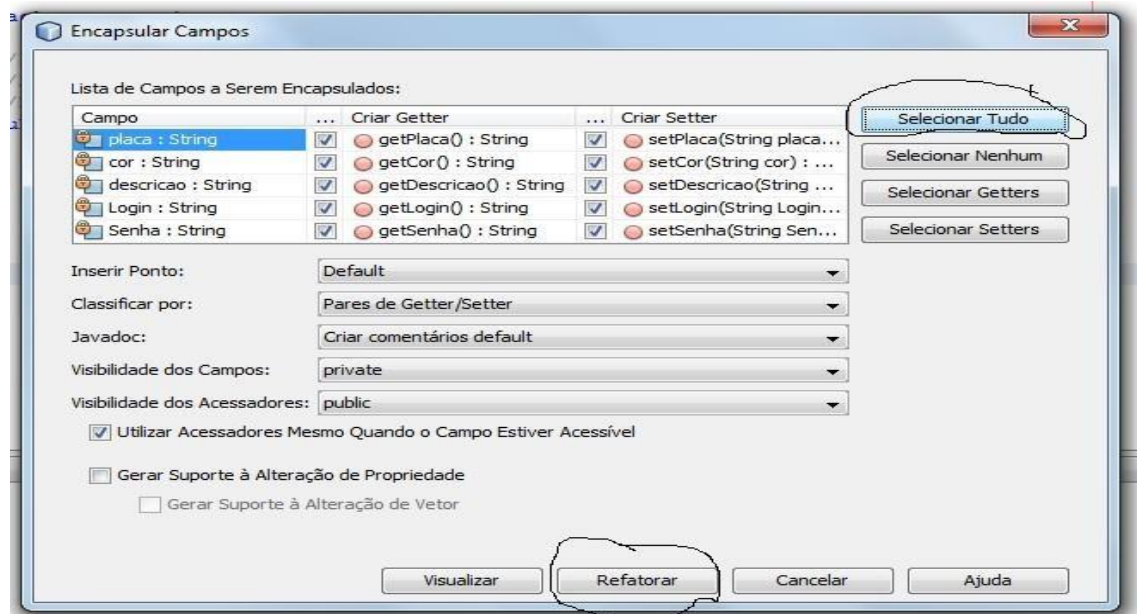 Encapsular Campos
Lista de Campos a Serem Encapsulados:
Campo ... Criar Getter ... Criar Setter
placa : String getPlaca() : String setPlaca(String placa...
cor : String getCor() : String setCor(String cor) : ...
descricao : String getDescricao() : String setDescricao(String ...
Login : String getLogin() : String setLogin(String Login...
Senha : String getSenha() : String setSenha(String Sen...
Selecionar Tudo
Selecionar Nenhum
Selecionar Getters
Selecionar Setters
Inserir Ponto: Default
Classificar por: Pares de Getter/Setter
Javadoc: Criar comentários default
Visibilidade dos Campos: private
Visibilidade dos Acessadores: public
Utilizar Acessadores Mesmo Quando o Campo Estiver Acessível
Gerar Suporte à Alteração de Propriedade
Gerar Suporte à Alteração de Vetor
Visualizar Refatorar Cancelar Ajuda